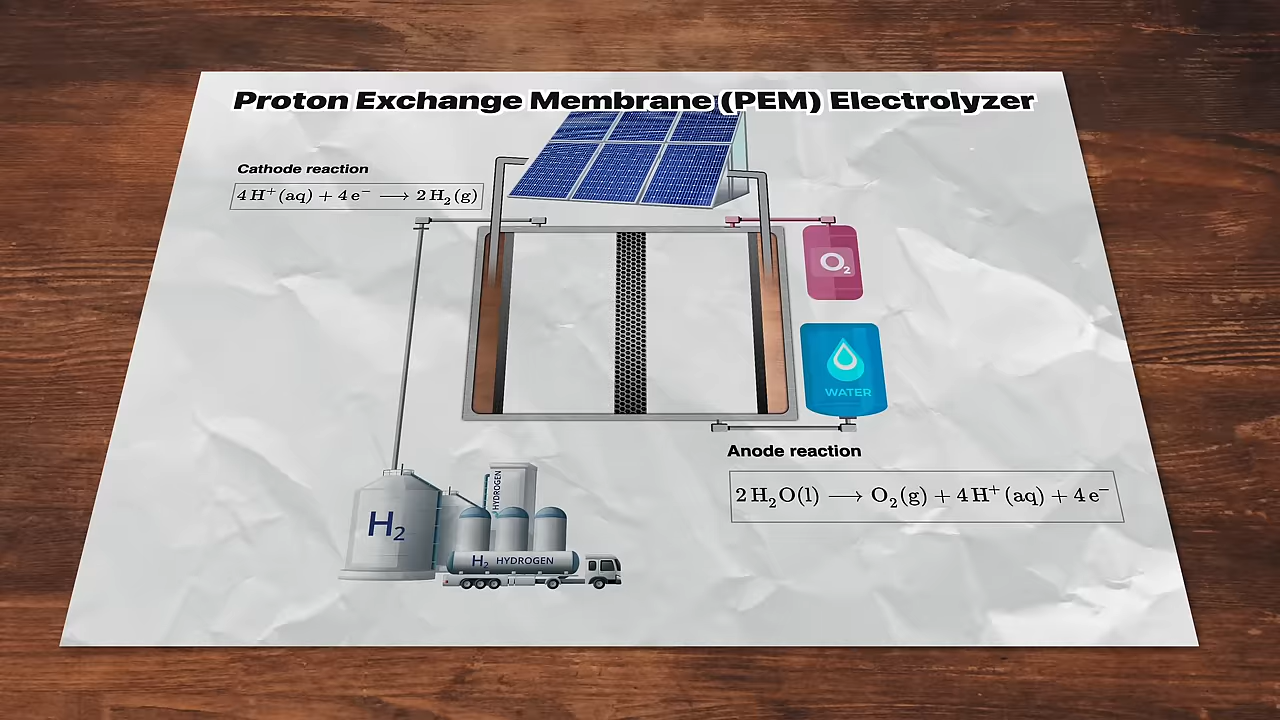 Proton Exchange Membrane (PEM) Electrolyzer
Cathode reaction
4 H⁺(aq) + 4 e⁻ ⟶ 2 H₂(g)
O₂
WATER
Anode reaction
2 H₂O(l) ⟶ O₂(g) + 4 H⁺(aq) + 4 e⁻
HYDROGEN
H₂
H₂ HYDROGEN